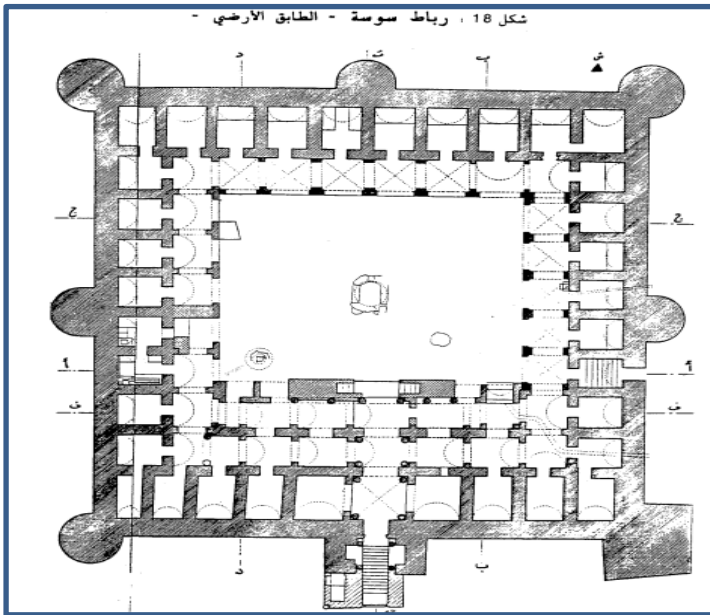 شكل 18 : رباط سوسة - الطابق الأرضي -
ش
ب
د
ج
ج
أ
أ
ف
ف
ب
د